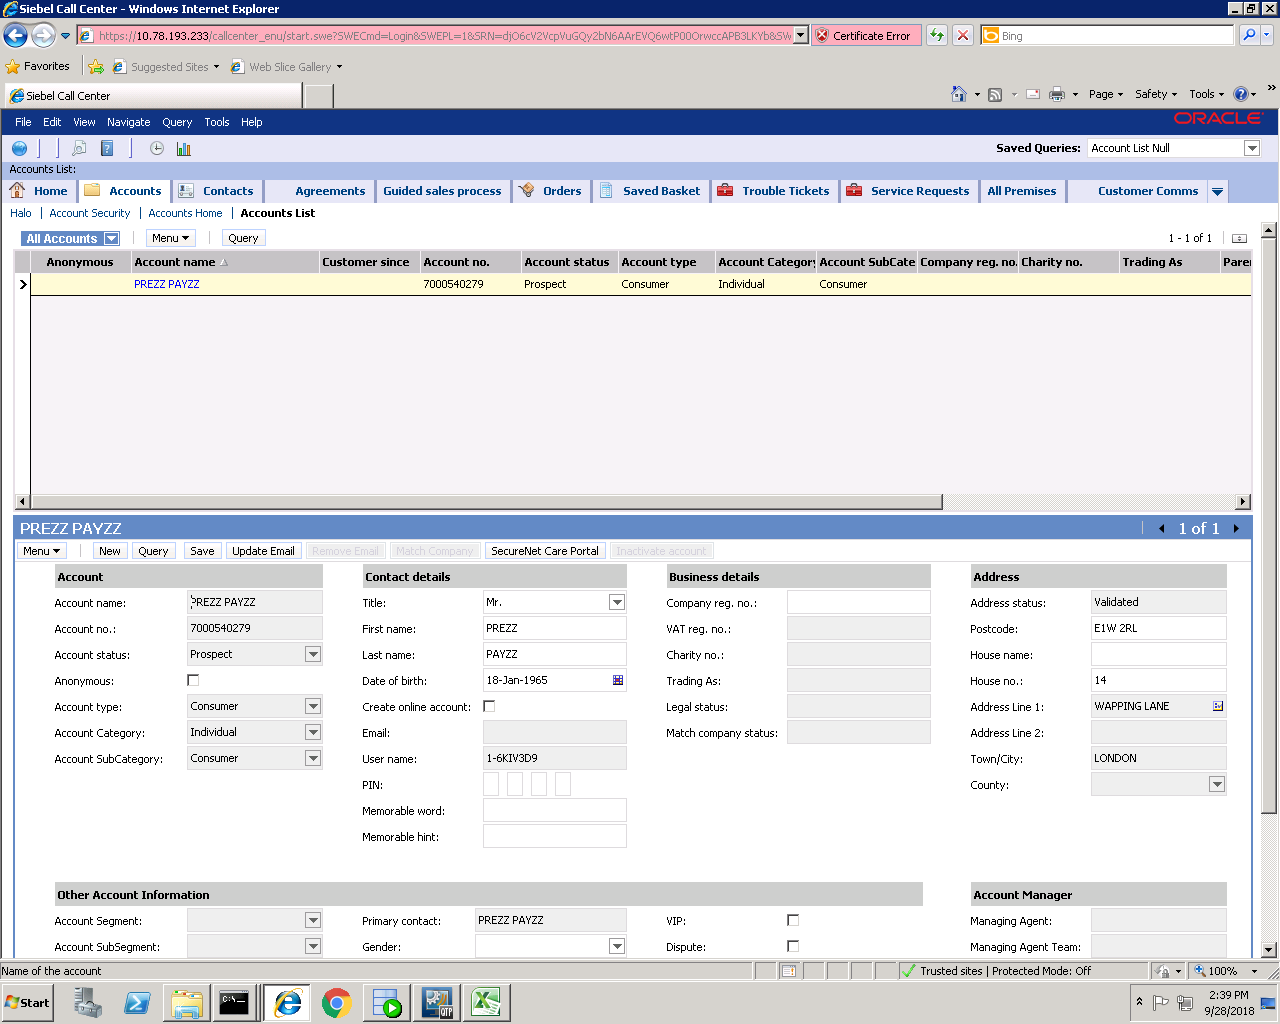 Siebel Call Center - Windows Internet Explorer
https://10.78.193.233/callcenter_enu/start.swe?SWECmd=Login&SWEPL=1&SRN=
Certificate Error
Bing
Favorites
Suggested Sites
Web Slice Gallery
Siebel Call Center
Page
Safety
Tools
File Edit View Navigate Query Tools Help
ORACLE
Saved Queries:
Account List Null
Accounts List:
Home
Accounts
Contacts
Agreements
Guided sales process
Orders
Saved Basket
Trouble Tickets
Service Requests
All Premises
Customer Comms
Halo | Account Security | Accounts Home | Accounts List
All Accounts
Menu
Query
1 - 1 of 1
Anonymous Account name Customer since Account no. Account status Account type Account Category Account SubCate Company reg. no. Charity no. Trading As Pare
PREZZ PAYZZ 7000540279 Prospect Consumer Individual Consumer
PREZZ PAYZZ
1 of 1
Menu New Query Save Update Email Remove Email Match Company SecureNet Care Portal Inactivate account
Account
Account name: PREZZ PAYZZ
Account no.: 7000540279
Account status: Prospect
Anonymous:
Account type: Consumer
Account Category: Individual
Account SubCategory: Consumer
Contact details
Title: Mr.
First name: PREZZ
Last name: PAYZZ
Date of birth: 18-Jan-1965
Create online account:
Email:
User name: 1-6KIV3D9
PIN:
Memorable word:
Memorable hint:
Business details
Company reg. no.:
VAT reg. no.:
Charity no.:
Trading As:
Legal status:
Match company status:
Address
Address status: Validated
Postcode: E1W 2RL
House name:
House no.: 14
Address Line 1: WAPPING LANE
Address Line 2:
Town/City: LONDON
County:
Other Account Information
Account Segment:
Account SubSegment:
Primary contact: PREZZ PAYZZ
Gender:
VIP:
Dispute:
Account Manager
Managing Agent:
Managing Agent Team:
Name of the account
Trusted sites | Protected Mode: Off
100%
Start
C:\
QTP
2:39 PM
9/28/2018